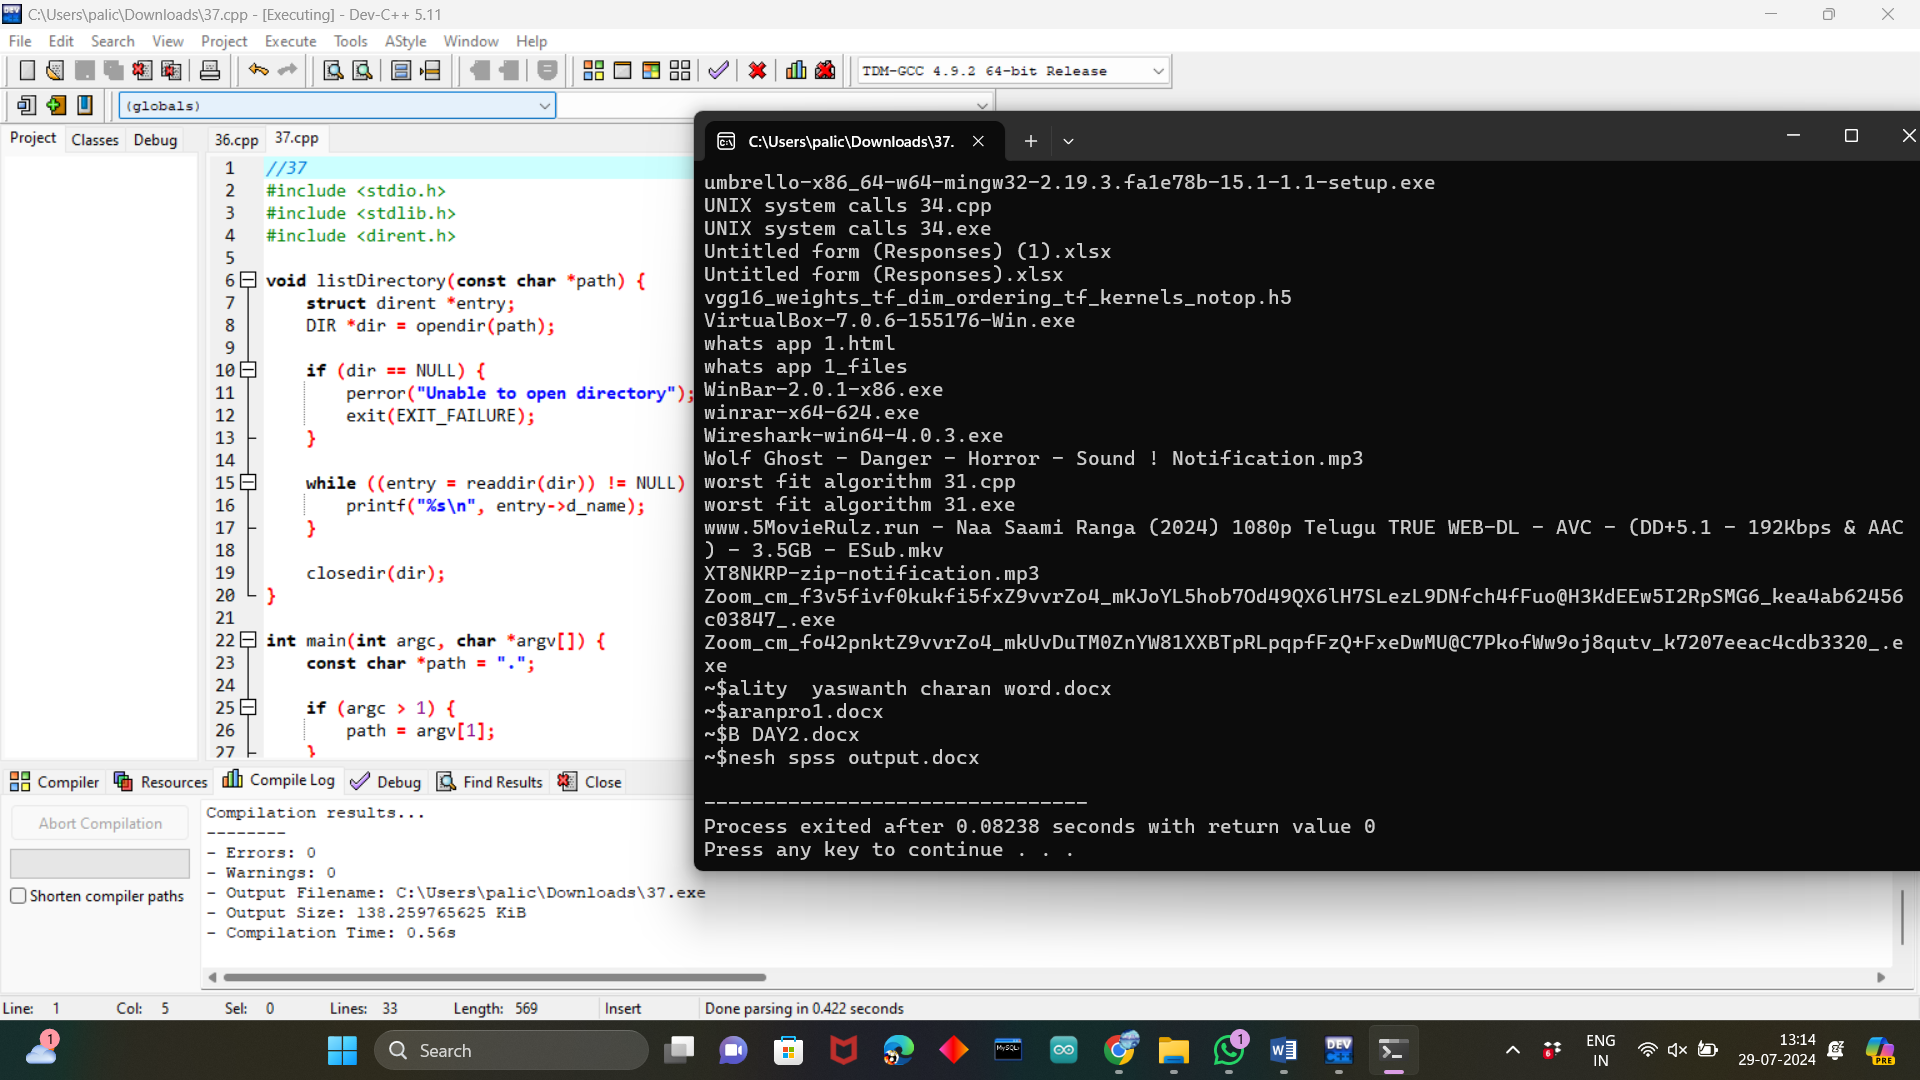 C:\Users\palic\Downloads\37.cpp - [Executing] - Dev-C++ 5.11
File Edit Search View Project Execute Tools AStyle Window Help
TDM-GCC 4.9.2 64-bit Release
(globals)
Project Classes Debug
36.cpp 37.cpp
1 //37
2 #include <stdio.h>
3 #include <stdlib.h>
4 #include <dirent.h>
5
6 void listDirectory(const char *path) {
7 struct dirent *entry;
8 DIR *dir = opendir(path);
9
10 if (dir == NULL) {
11 perror("Unable to open directory");
12 exit(EXIT_FAILURE);
13 }
14
15 while ((entry = readdir(dir)) != NULL)
16 printf("%s\n", entry->d_name);
17 }
18
19 closedir(dir);
20 }
21
22 int main(int argc, char *argv[]) {
23 const char *path = ".";
24
25 if (argc > 1) {
26 path = argv[1];
27 }
C:\Users\palic\Downloads\37.
umbrello-x86_64-w64-mingw32-2.19.3.fa1e78b-15.1-1.1-setup.exe
UNIX system calls 34.cpp
UNIX system calls 34.exe
Untitled form (Responses) (1).xlsx
Untitled form (Responses).xlsx
vgg16_weights_tf_dim_ordering_tf_kernels_notop.h5
VirtualBox-7.0.6-155176-Win.exe
whats app 1.html
whats app 1_files
WinBar-2.0.1-x86.exe
winrar-x64-624.exe
Wireshark-win64-4.0.3.exe
Wolf Ghost - Danger - Horror - Sound ! Notification.mp3
worst fit algorithm 31.cpp
worst fit algorithm 31.exe
www.5MovieRulz.run - Naa Saami Ranga (2024) 1080p Telugu TRUE WEB-DL - AVC - (DD+5.1 - 192Kbps & AAC
) - 3.5GB - ESub.mkv
XT8NKRP-zip-notification.mp3
Zoom_cm_f3v5fivf0kukfi5fxZ9vvrZo4_mKJoYL5hob7Od49QX6lH7SLezL9DNfch4fFuo@H3KdEEw5I2RpSMG6_kea4ab62456
c03847_.exe
Zoom_cm_fo42pnktZ9vvrZo4_mkUvDuTM0ZnYW81XXBTpRLpqpfFzQ+FxeDwMU@C7PkofWw9oj8qutv_k7207eeac4cdb3320_.e
xe
~$ality  yaswanth charan word.docx
~$aranpro1.docx
~$B DAY2.docx
~$nesh spss output.docx
--------------------------------
Process exited after 0.08238 seconds with return value 0
Press any key to continue . . .
Compiler Resources Compile Log Debug Find Results Close
Abort Compilation
Shorten compiler paths
Compilation results...
--------
- Errors: 0
- Warnings: 0
- Output Filename: C:\Users\palic\Downloads\37.exe
- Output Size: 138.259765625 KiB
- Compilation Time: 0.56s
Line: 1 Col: 5 Sel: 0 Lines: 33 Length: 569 Insert Done parsing in 0.422 seconds
1
Search
MySQL
1
DEV
6
ENG
IN
13:14
29-07-2024
PRE